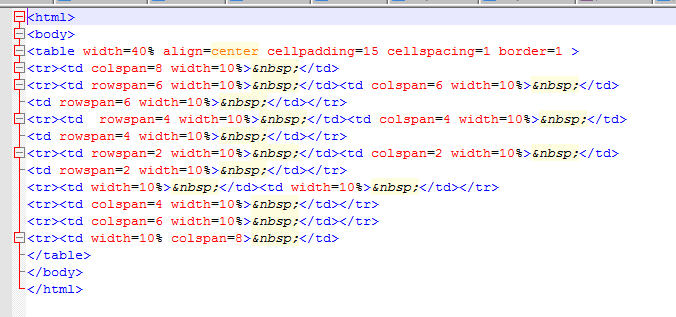 <html>
<body>
<table width=40% align=center cellpadding=15 cellspacing=1 border=1 >
<tr><td colspan=8 width=10%>&nbsp;</td>
<tr><td rowspan=6 width=10%>&nbsp;</td><td colspan=6 width=10%>&nbsp;</td>
<td rowspan=6 width=10%>&nbsp;</td></tr>
<tr><td  rowspan=4 width=10%>&nbsp;</td><td colspan=4 width=10%>&nbsp;</td>
<td rowspan=4 width=10%>&nbsp;</td></tr>
<tr><td rowspan=2 width=10%>&nbsp;</td><td colspan=2 width=10%>&nbsp;</td>
<td rowspan=2 width=10%>&nbsp;</td></tr>
<tr><td width=10%>&nbsp;</td><td width=10%>&nbsp;</td></tr>
<tr><td colspan=4 width=10%>&nbsp;</td></tr>
<tr><td colspan=6 width=10%>&nbsp;</td></tr>
<tr><td width=10% colspan=8>&nbsp;</td>
</table>
</body>
</html>